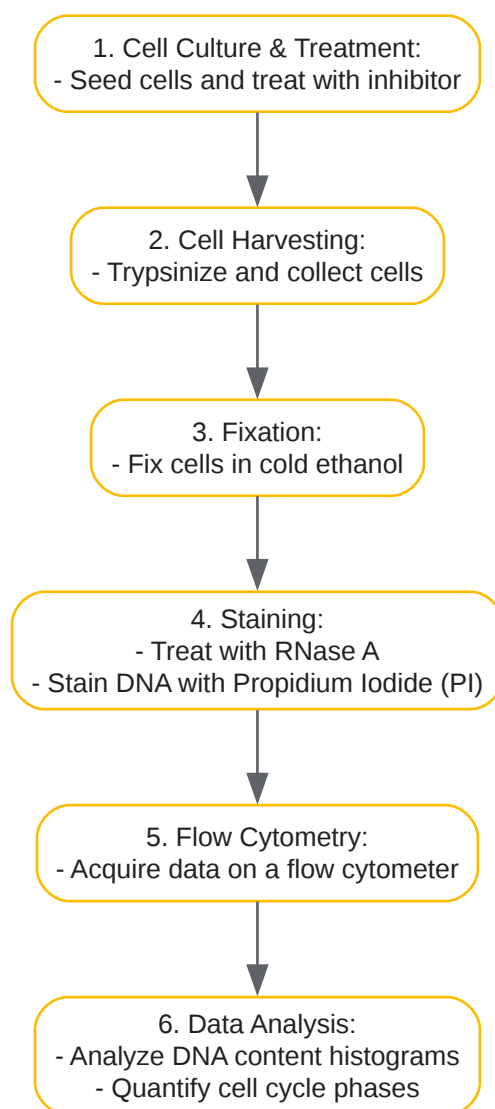 1. Cell Culture & Treatment:
- Seed cells and treat with inhibitor
2. Cell Harvesting:
- Trypsinize and collect cells
3. Fixation:
- Fix cells in cold ethanol
4. Staining:
- Treat with RNase A
- Stain DNA with Propidium Iodide (PI)
5. Flow Cytometry:
- Acquire data on a flow cytometer
6. Data Analysis:
- Analyze DNA content histograms
- Quantify cell cycle phases